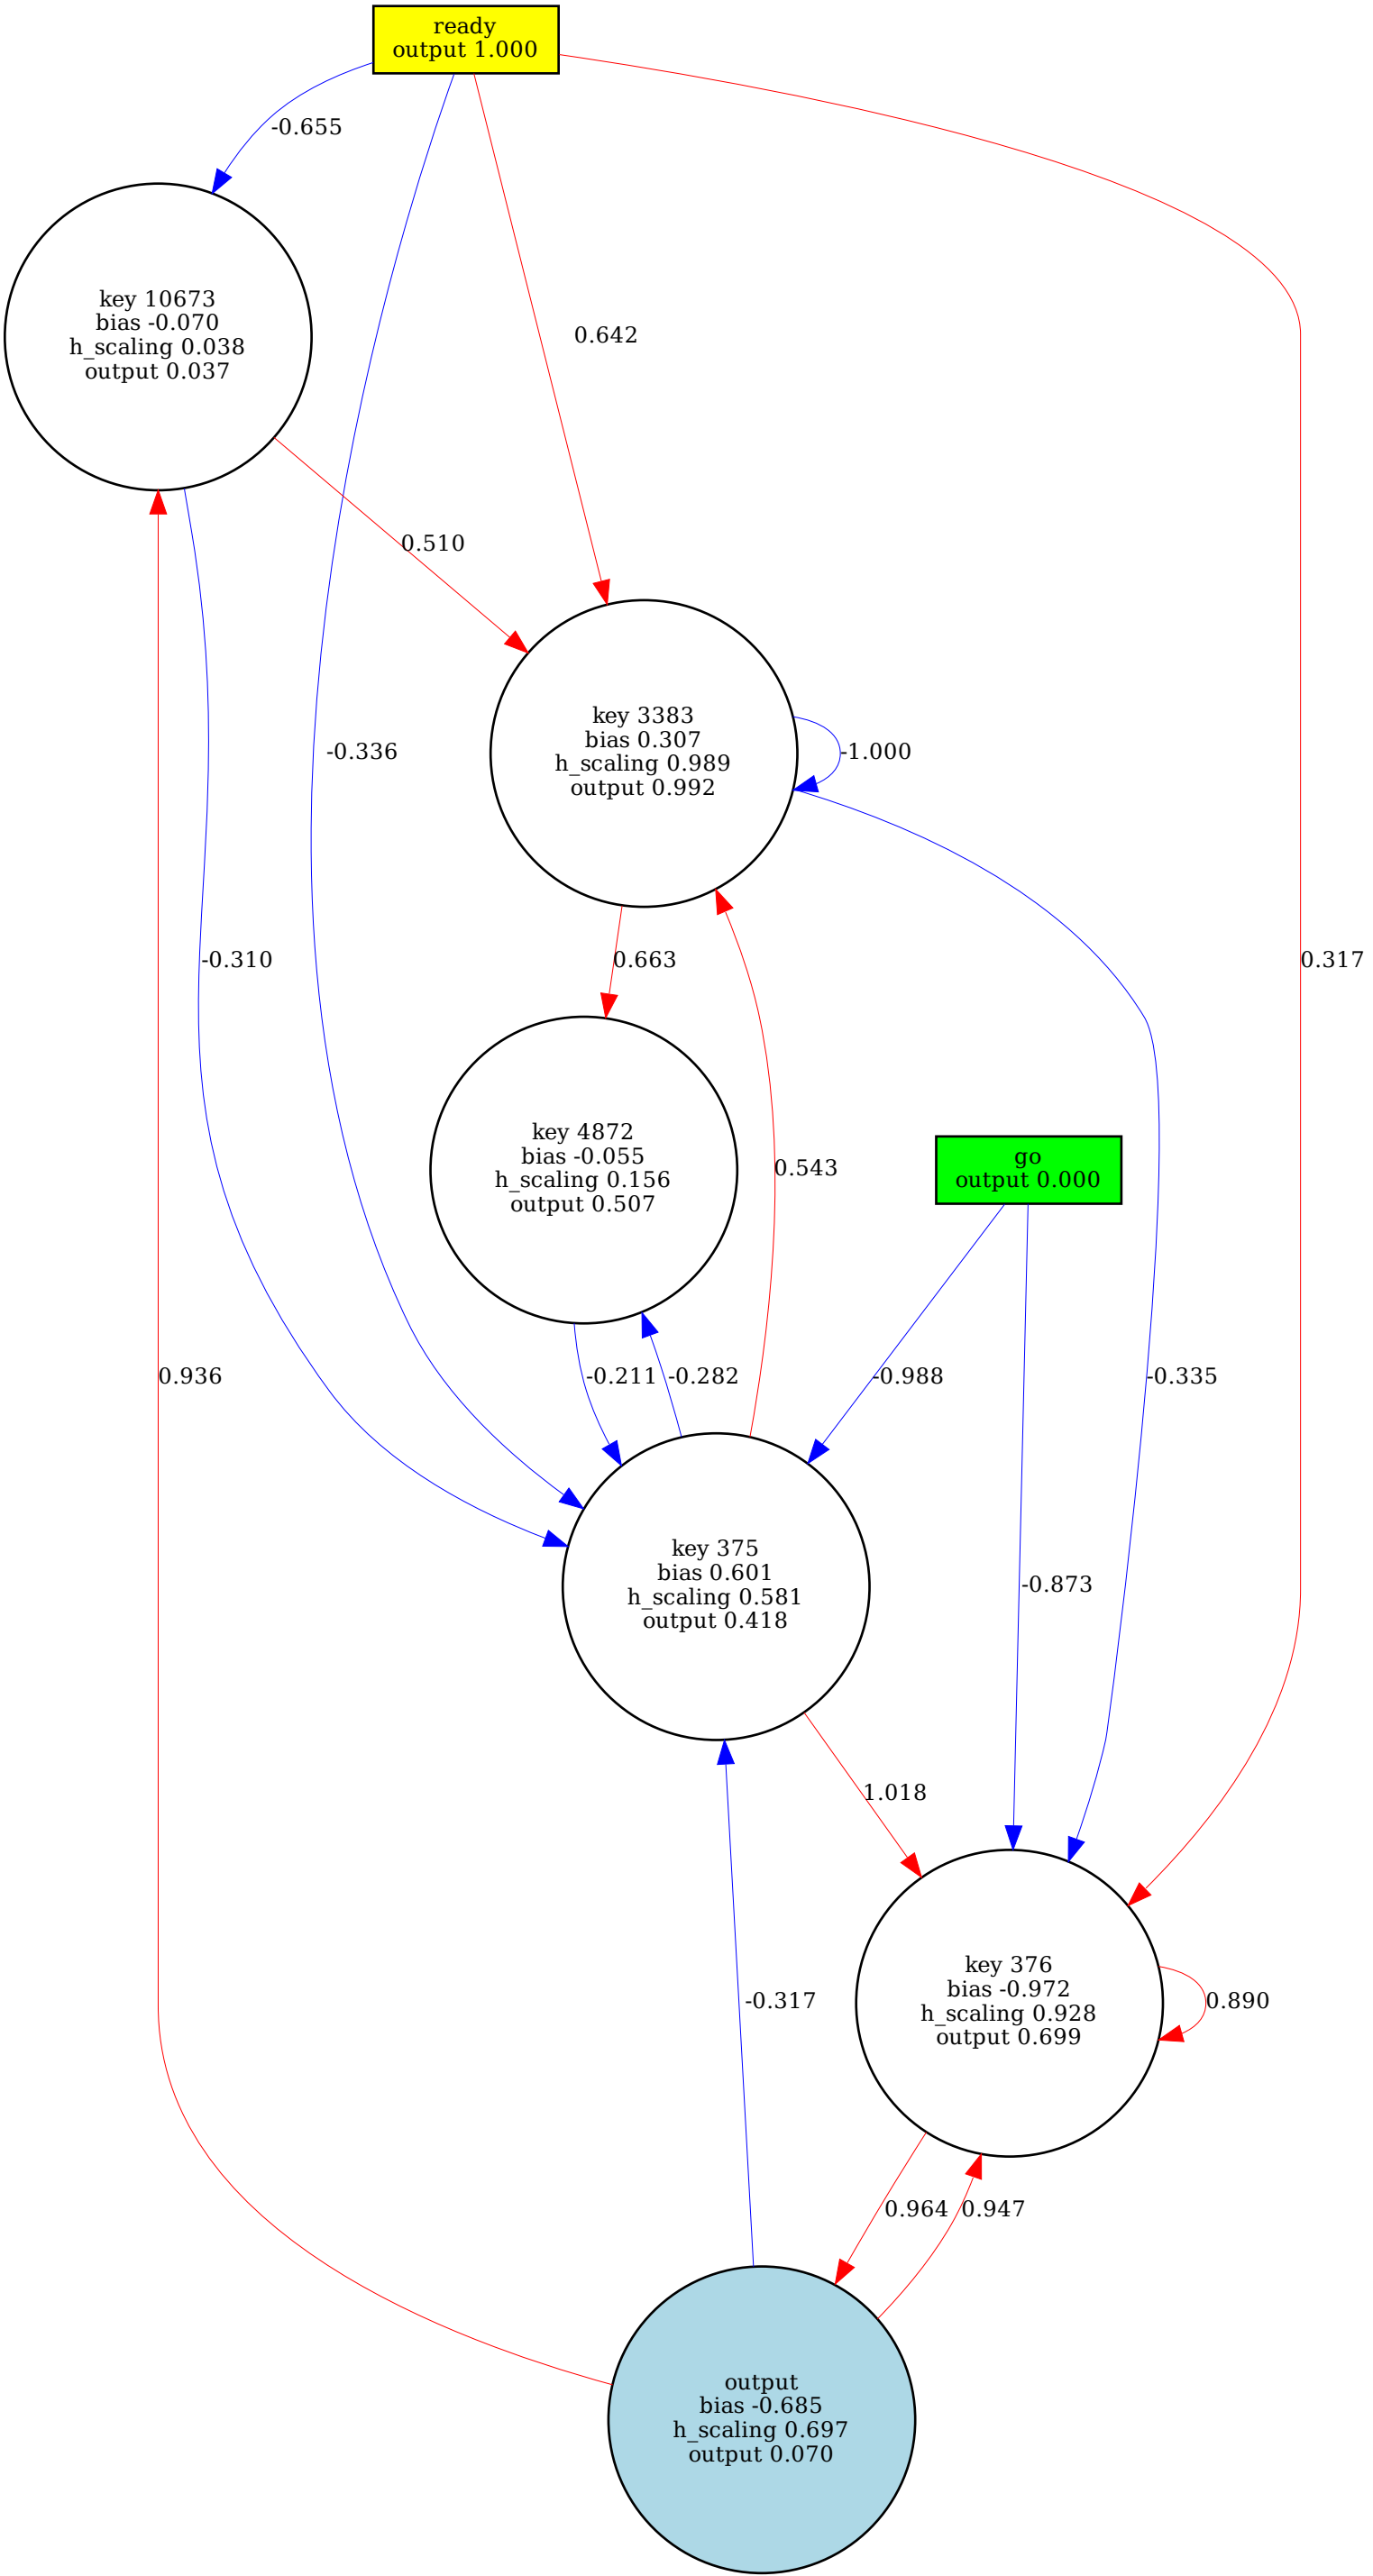 ready
output 1.000
-0.655
key 10673
bias -0.070
h_scaling 0.038
output 0.037
0.642
0.510
key 3383
bias 0.307
h_scaling 0.989
output 0.992
-0.336
-1.000
-0.310
0.663
0.317
key 4872
bias -0.055
h_scaling 0.156
output 0.507
0.543
go
output 0.000
0.936
-0.211
-0.282
-0.988
-0.335
key 375
bias 0.601
h_scaling 0.581
output 0.418
-0.873
1.018
key 376
bias -0.972
h_scaling 0.928
output 0.699
-0.317
0.890
0.964
0.947
output
bias -0.685
h_scaling 0.697
output 0.070